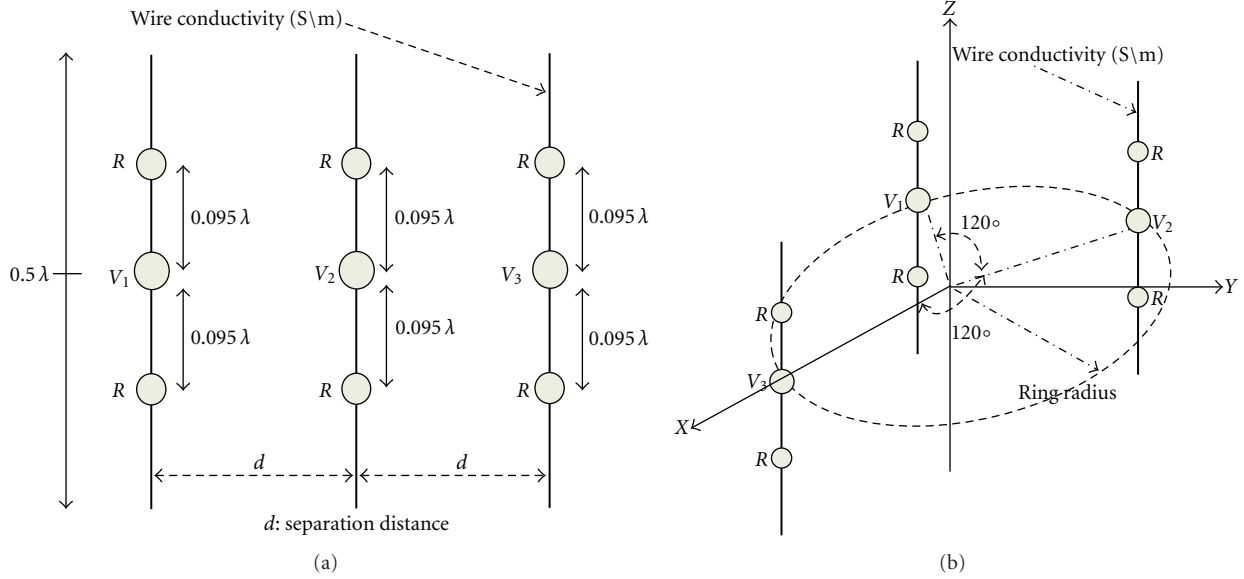 Wire conductivity (S\m)
R
R
R
0.095 λ
0.095 λ
0.095 λ
0.5 λ
V1
V2
V3
0.095 λ
0.095 λ
0.095 λ
R
R
R
d
d
d: separation distance
(a)
Z
Wire conductivity (S\m)
R
R
V1
120∘
V2
R
Y
R
R
120∘
V3
Ring radius
X
R
(b)